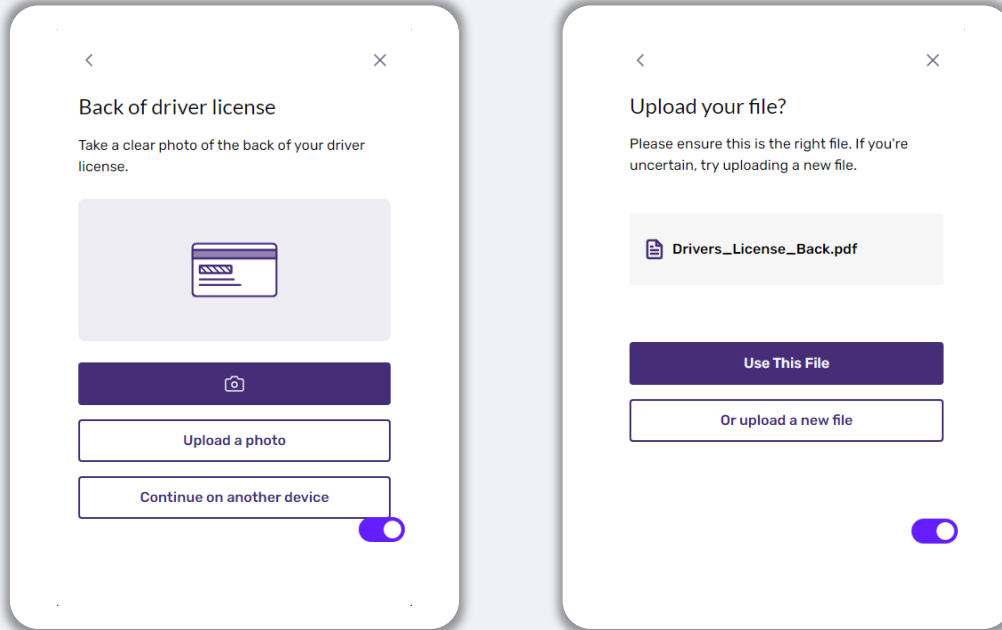 Back of driver license
Take a clear photo of the back of your driver
license.
Upload a photo
Continue on another device
Upload your file?
Please ensure this is the right file. If you're
uncertain, try uploading a new file.
Drivers_License_Back.pdf
Use This File
Or upload a new file